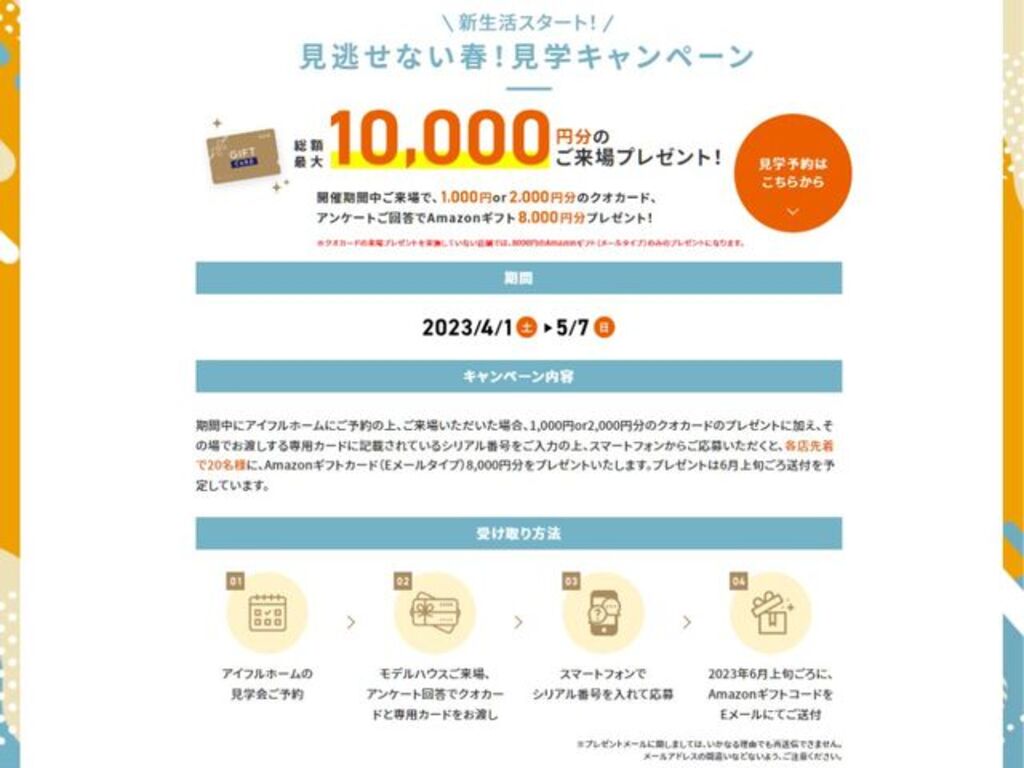 \ 新生活スタート! /
見逃せない春!見学キャンペーン
GIFT
CARD
総額
最大
10,000円分の
ご来場プレゼント!
見学予約は
こちらから
開催期間中ご来場で、1.000円or 2.000円分のクオカード、
アンケートご回答でAmazonギフト 8.000円分プレゼント!
※クオカードの来場プレゼントを実施していない店舗では、8000円のAmazonギフト(メールタイプ)のみのプレゼントになります。
期間
2023/4/1 土 ▶ 5/7 日
キャンペーン内容
期間中にアイフルホームにご予約の上、ご来場いただいた場合、1,000円or2,000円分のクオカードのプレゼントに加え、そ
の場でお渡しする専用カードに記載されているシリアル番号をご入力の上、スマートフォンからご応募いただくと、各店先着
で20名様に、Amazonギフトカード(Eメールタイプ)8,000円分をプレゼントいたします。プレゼントは6月上旬ごろ送付を予
定しています。
受け取り方法
01
アイフルホームの
見学会ご予約
02
モデルハウスご来場、
アンケート回答でクオカー
ドと専用カードをお渡し
03
スマートフォンで
シリアル番号を入れて応募
04
2023年6月上旬ごろに、
Amazonギフトコードを
Eメールにてご送付
※プレゼントメールに関しましては、いかなる理由でも再送信できません。
メールアドレスの間違いなどないよう、ご注意ください。